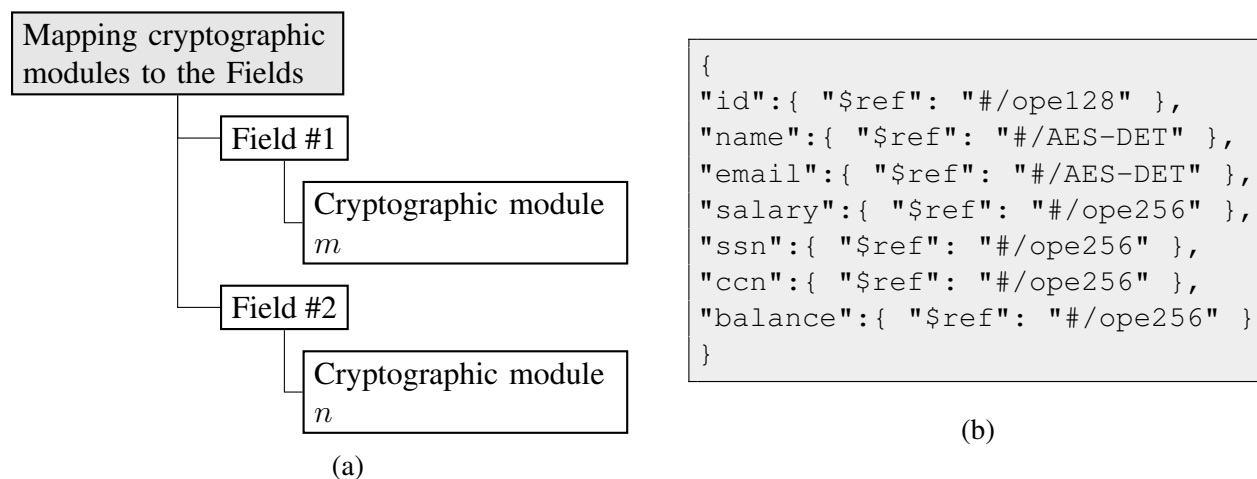 Mapping cryptographic
modules to the Fields
Field #1
Cryptographic module
m
Field #2
Cryptographic module
n
(a)
{
"id":{ "$ref": "#/ope128" },
"name":{ "$ref": "#/AES-DET" },
"email":{ "$ref": "#/AES-DET" },
"salary":{ "$ref": "#/ope256" },
"ssn":{ "$ref": "#/ope256" },
"ccn":{ "$ref": "#/ope256" },
"balance":{ "$ref": "#/ope256" }
}
(b)